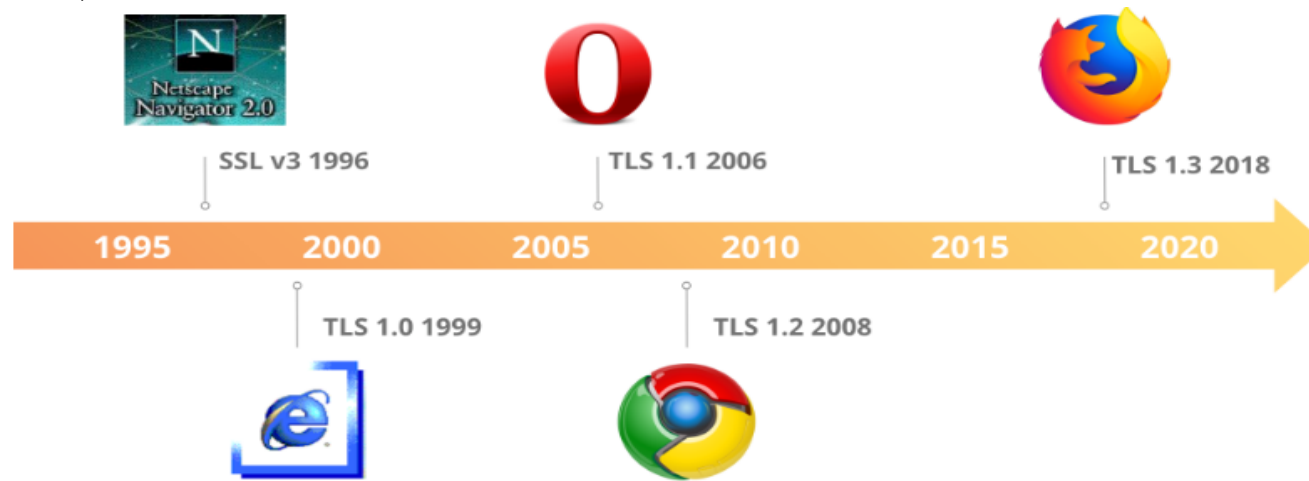 N
Netscape
Navigator 2.0
SSL v3 1996
TLS 1.1 2006
TLS 1.3 2018
1995 2000 2005 2010 2015 2020
TLS 1.0 1999
TLS 1.2 2008